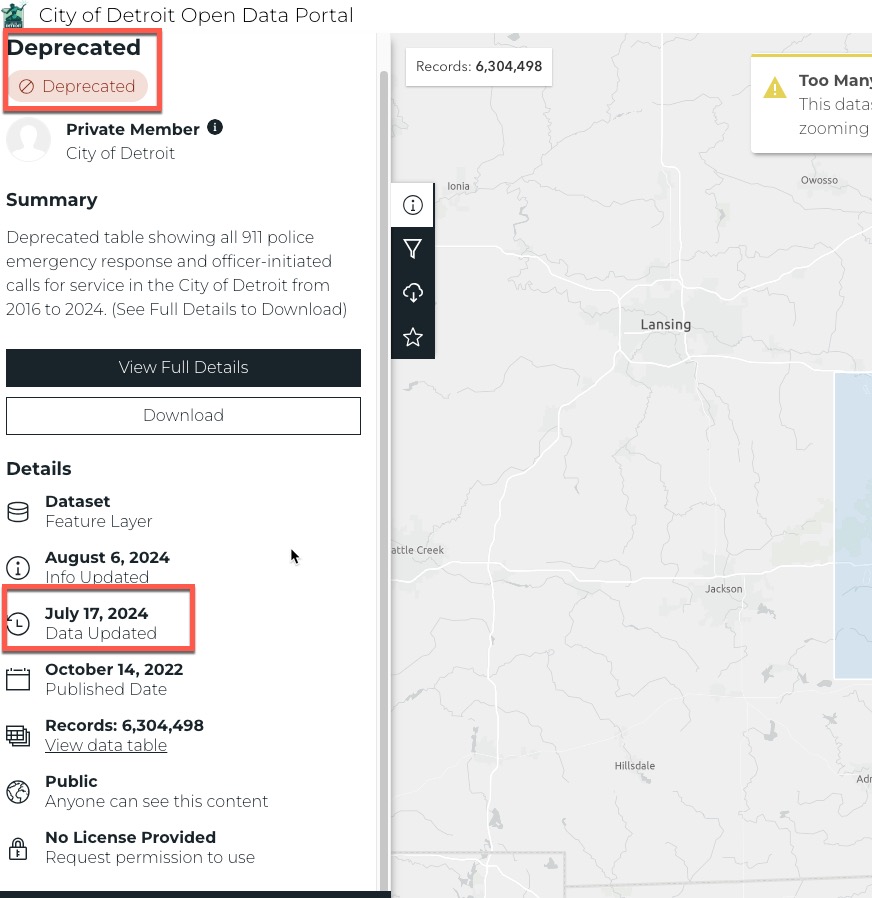 City of Detroit Open Data Portal
Deprecated
Deprecated
Private Member
City of Detroit
Summary
Deprecated table showing all 911 police
emergency response and officer-initiated
calls for service in the City of Detroit from
2016 to 2024. (See Full Details to Download)
View Full Details
Download
Details
Dataset
Feature Layer
August 6, 2024
Info Updated
July 17, 2024
Data Updated
October 14, 2022
Published Date
Records: 6,304,498
View data table
Public
Anyone can see this content
No License Provided
Request permission to use
Records: 6,304,498
Too Many
This data
zooming
Ionia
Owosso
Lansing
attle Creek
Jackson
Hillsdale
Adr